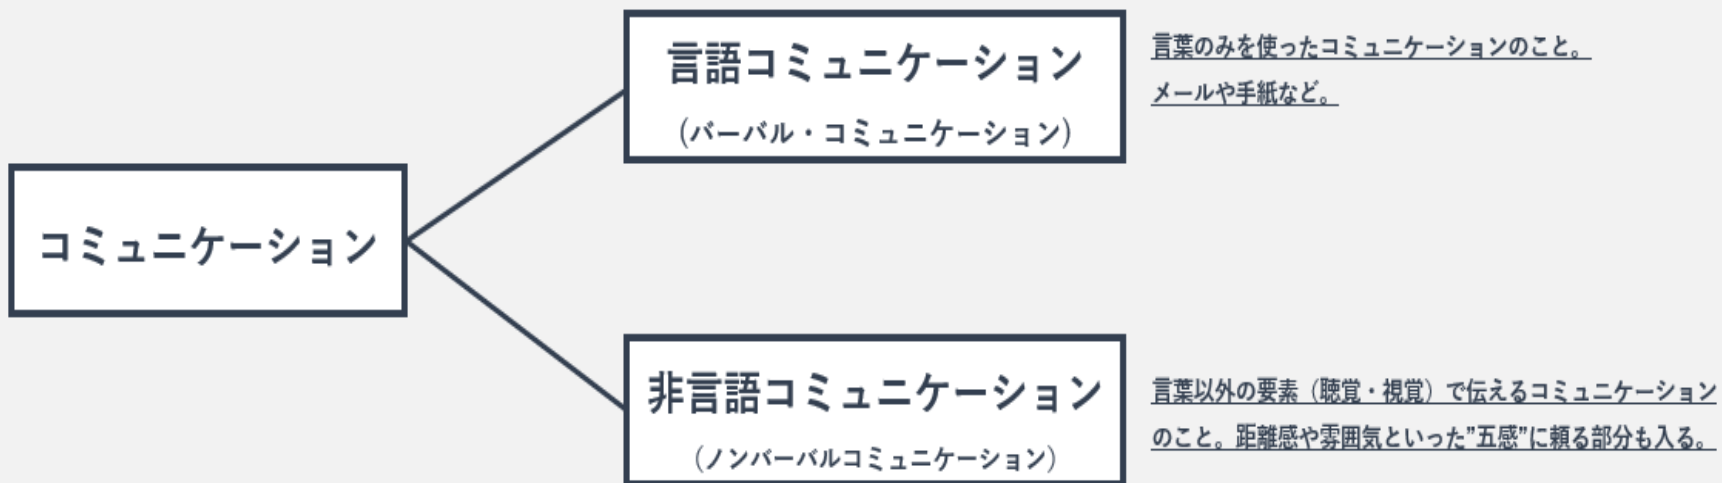 コミュニケーション
言語コミュニケーション
(バーバル・コミュニケーション)
言葉のみを使ったコミュニケーションのこと。
メールや手紙など。
非言語コミュニケーション
(ノンバーバルコミュニケーション)
言葉以外の要素（聴覚・視覚）で伝えるコミュニケーション
のこと。距離感や雰囲気といった”五感”に頼る部分も入る。